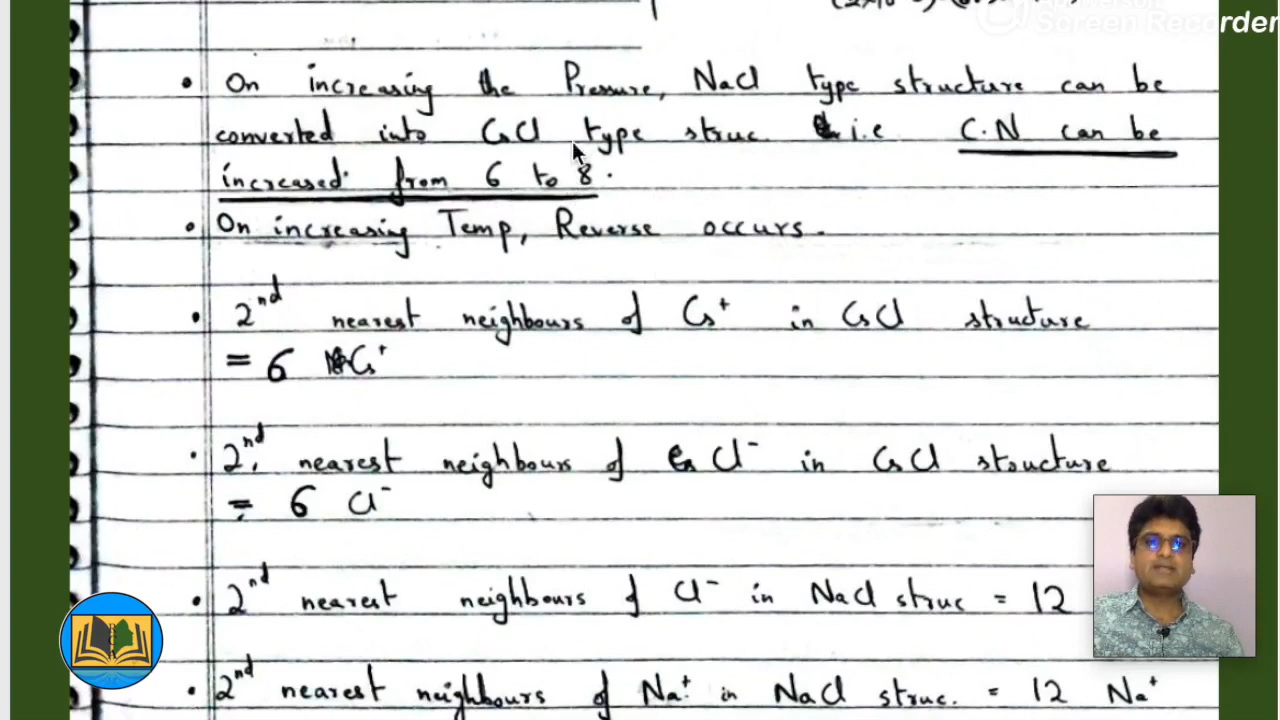 Screen Recorder
• On increasing the Pressure, NaCl type structure can be
converted into CsCl type struc. i.e C.N can be
increased from 6 to 8.
• On increasing Temp, Reverse occurs.
• 2nd nearest neighbours of Cs+ in CsCl structure
= 6 Cs+
• 2nd nearest neighbours of Cl- in CsCl structure
= 6 Cl-
• 2nd nearest neighbours of Cl- in NaCl struc = 12
• 2nd nearest neighbours of Na+ in NaCl struc. = 12 Na+